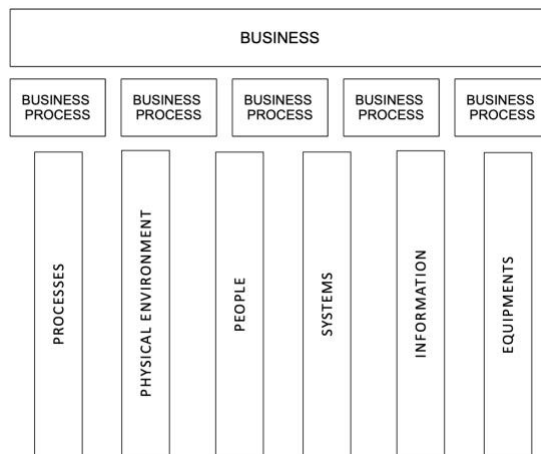 BUSINESS
BUSINESS
PROCESS
BUSINESS
PROCESS
BUSINESS
PROCESS
BUSINESS
PROCESS
BUSINESS
PROCESS
PROCESSES
PHYSICAL ENVIRONMENT
PEOPLE
SYSTEMS
INFORMATION
EQUIPMENTS